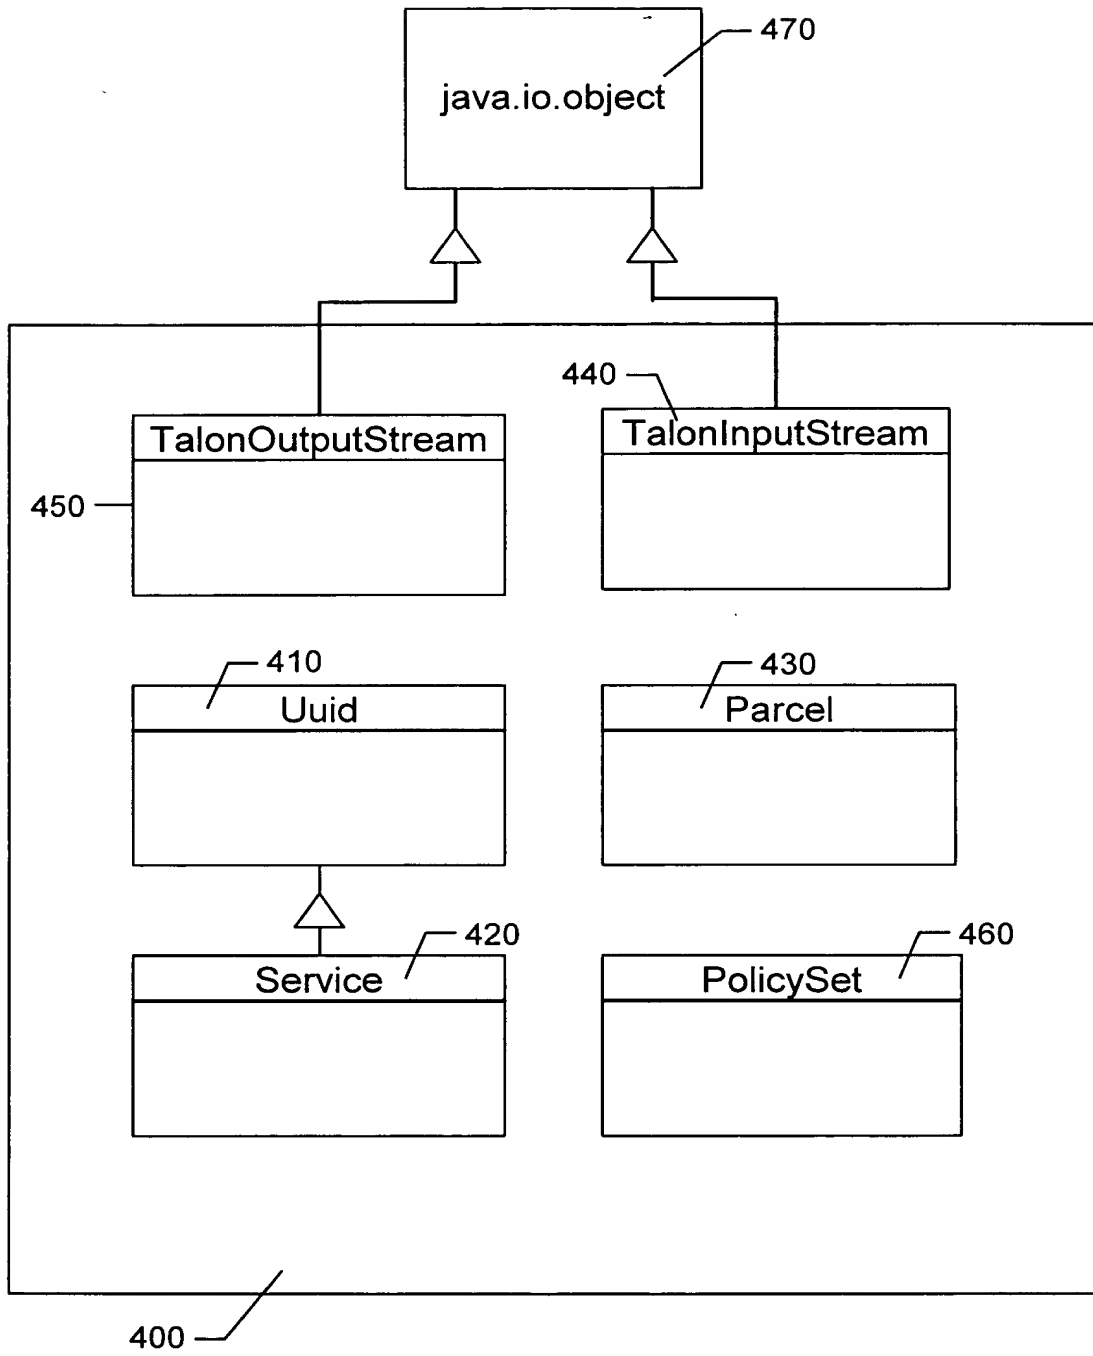 470
java.io.object
440
TalonOutputStream
TalonInputStream
450
410
430
Uuid
Parcel
420
460
Service
PolicySet
400